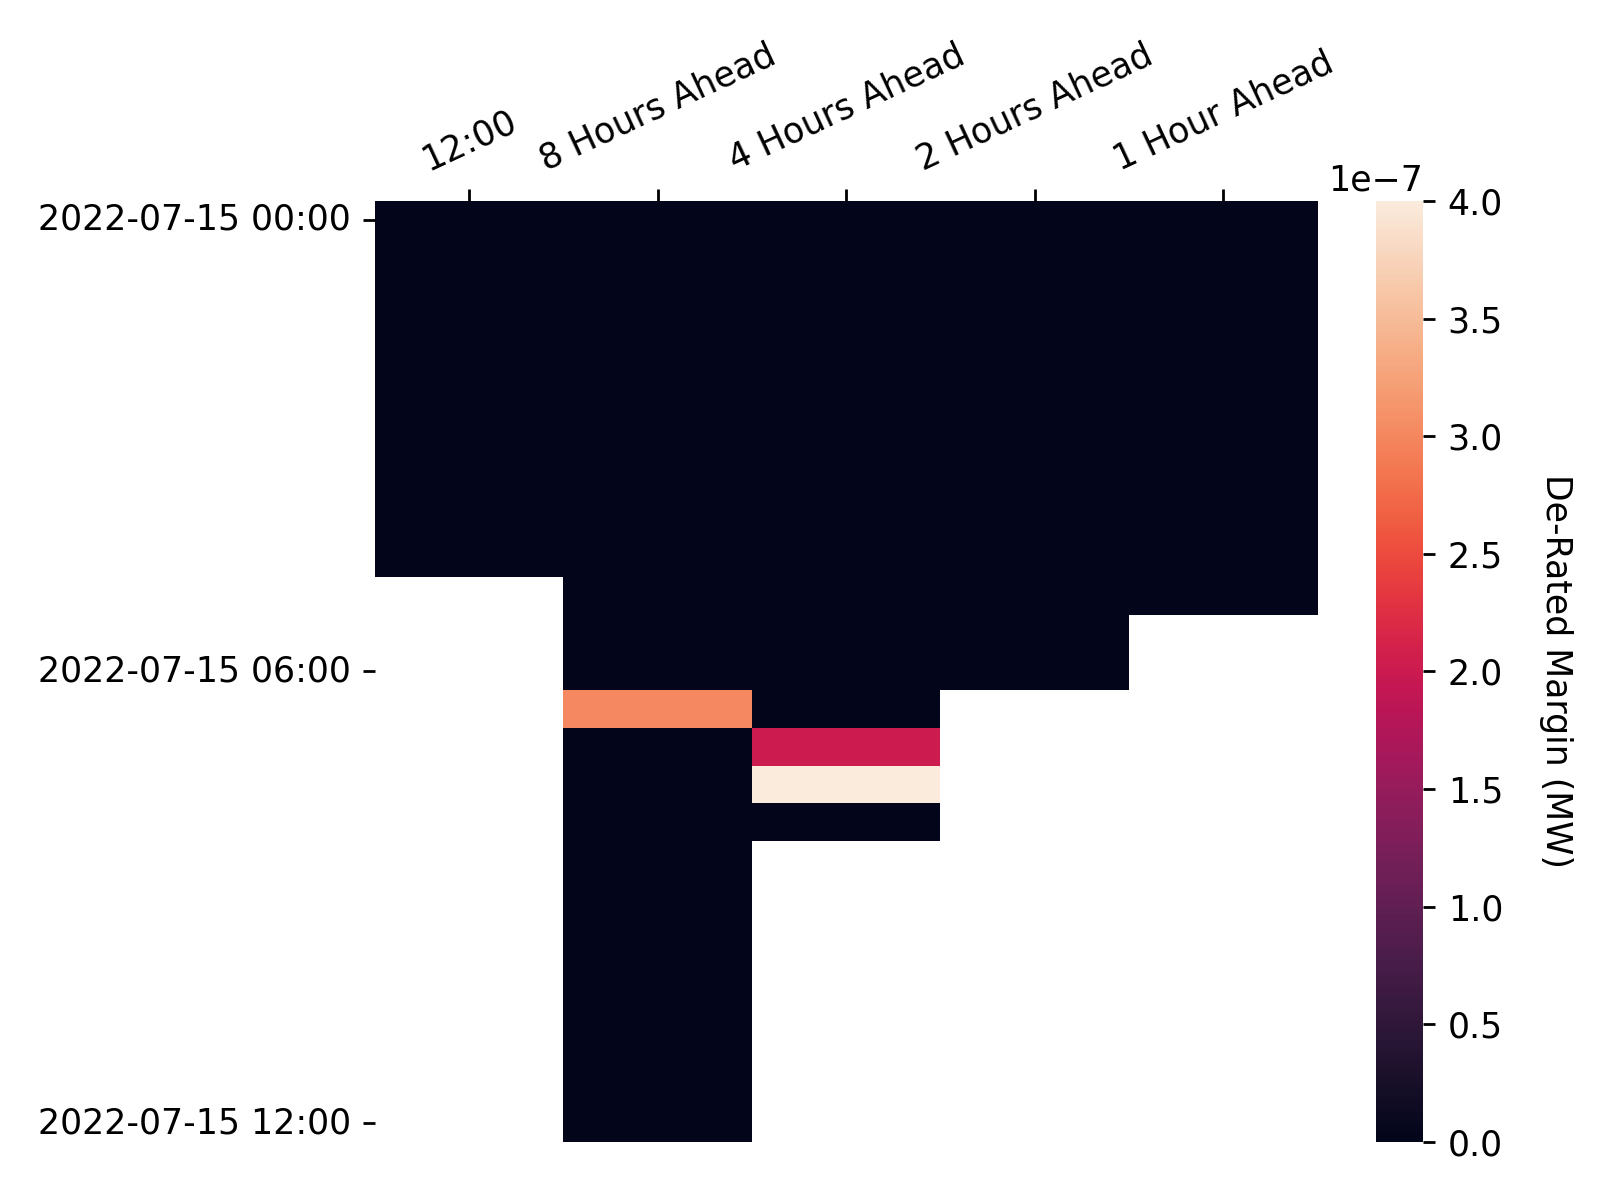 12:00
8 Hours Ahead
4 Hours Ahead
2 Hours Ahead
1 Hour Ahead
2022-07-15 00:00
2022-07-15 06:00
2022-07-15 12:00
1e−7
4.0
3.5
3.0
2.5
2.0
1.5
1.0
0.5
0.0
De-Rated Margin (MW)